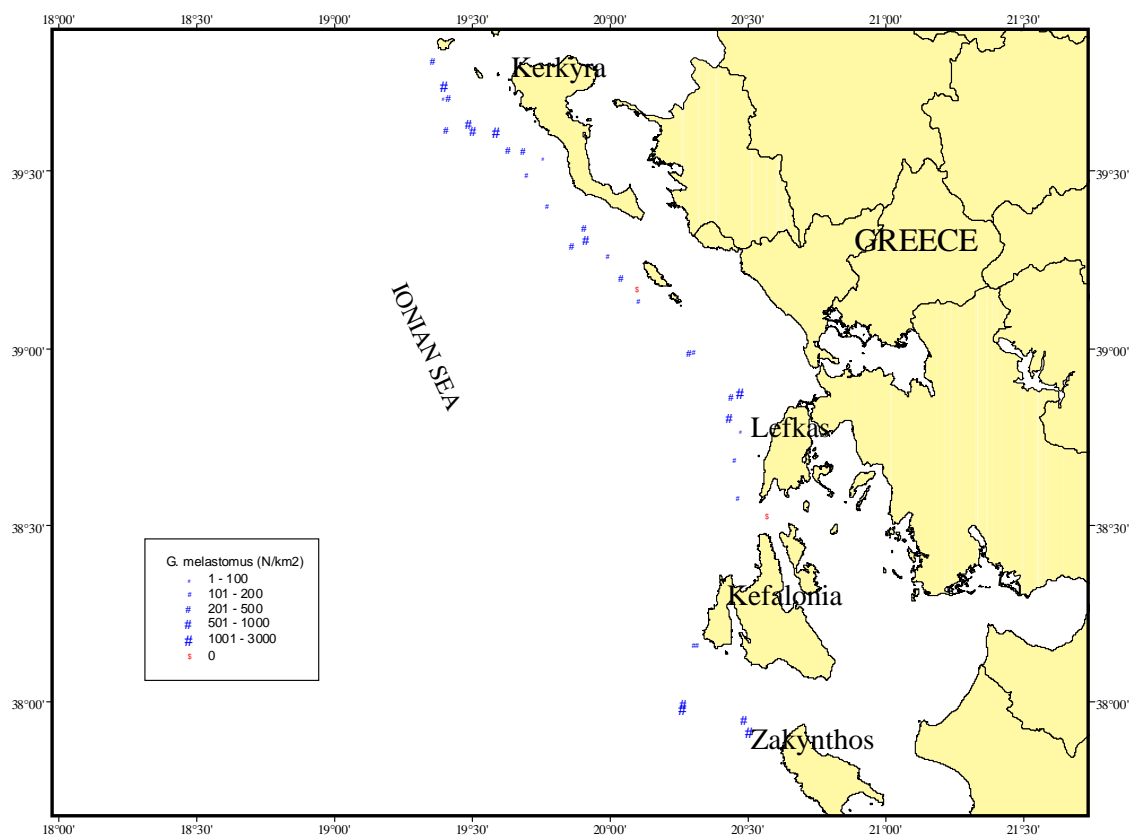 18°00' 18°30' 19°00' 19°30' 20°00' 20°30' 21°00' 21°30'
Kerkyra
39°30' 39°30'
GREECE
IONIAN SEA
39°00' 39°00'
Lefkas
38°30' 38°30'
G. melastomus (N/km2)
# 1 - 100
# 101 - 200
# 201 - 500
# 501 - 1000
# 1001 - 3000
$ 0
Kefalonia
38°00' 38°00'
Zakynthos
18°00' 18°30' 19°00' 19°30' 20°00' 20°30' 21°00' 21°30'